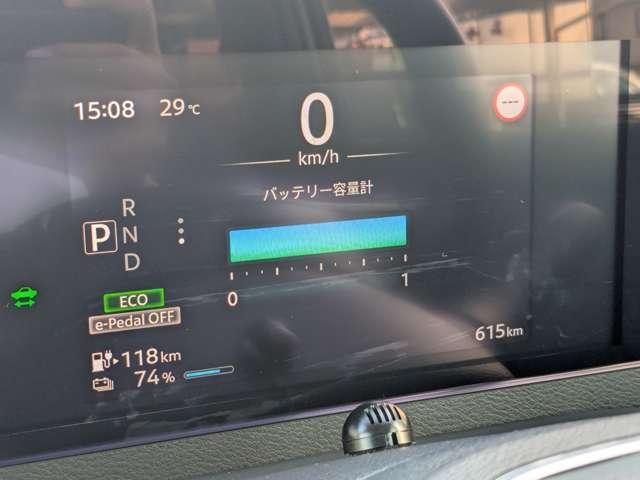 15:08 29℃
0
km/h
バッテリー容量計
R
P N
D
0 1
ECO
e-Pedal OFF
118km
74%
615km